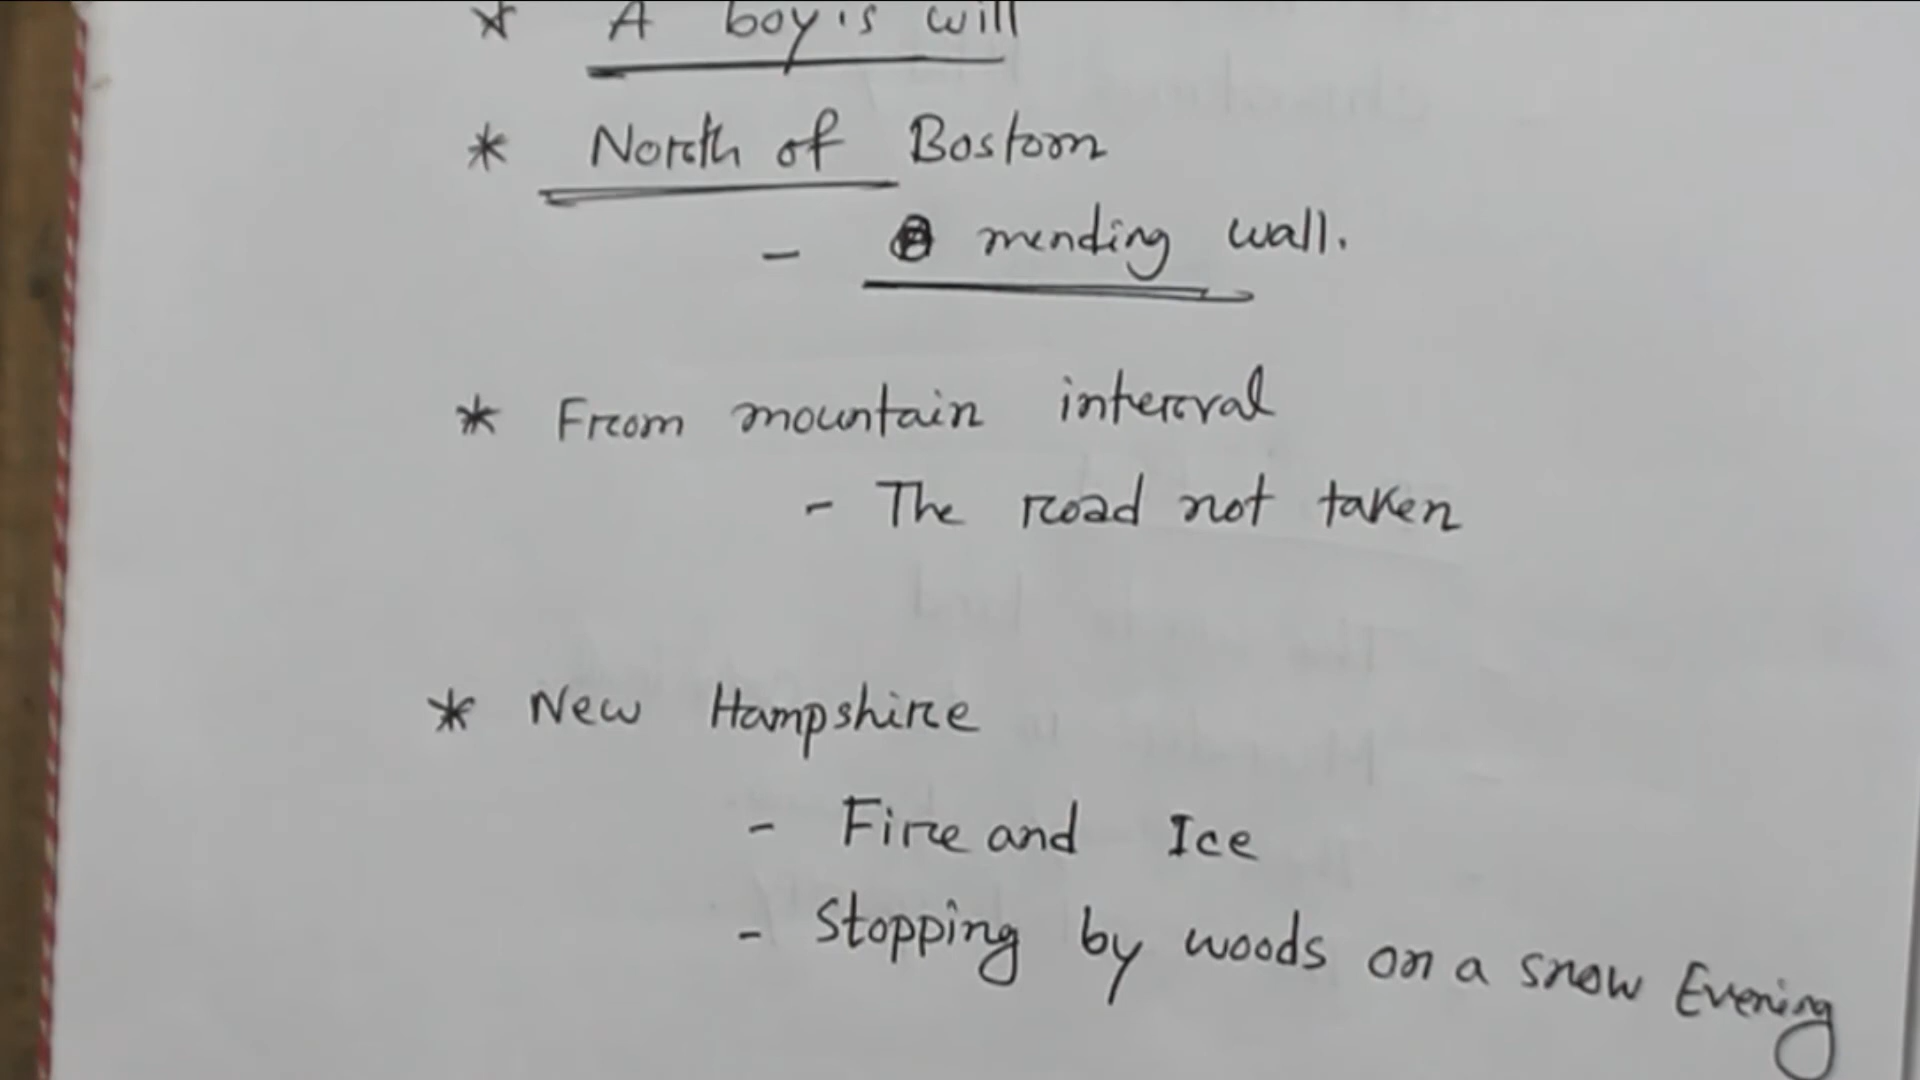 * A boy's will
* North of Boston
- mending wall.
* From mountain interval
- The road not taken
* New Hampshire
- Fire and Ice
- Stopping by woods on a snow Evening